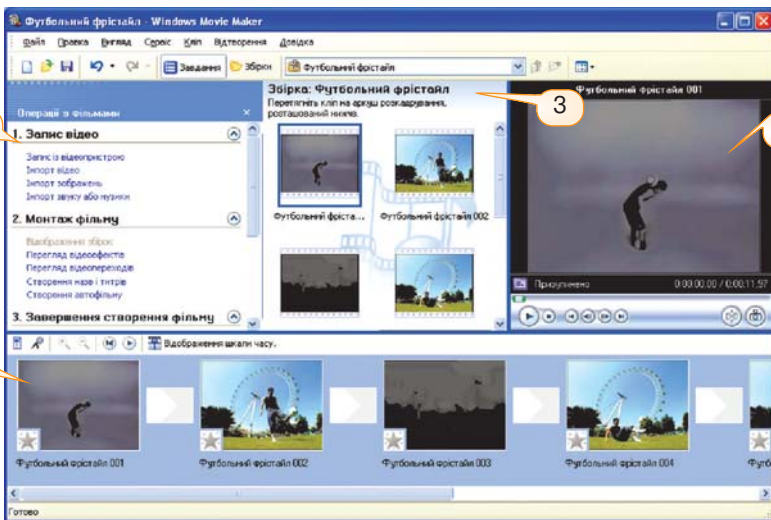 Футбольний фрістайл - Windows Movie Maker
Файл Правка Вигляд Сервіс Кліп Відтворення Довідка
Завдання Збірки Футбольний фрістайл
Операції з фільмами
1. Запис відео
Запис із відеопристрою
Імпорт відео
Імпорт зображень
Імпорт звуку або музики
2. Монтаж фільму
Відображення збірок
Перегляд відеоефектів
Перегляд відеопереходів
Створення назв і титрів
Створення автофільму
3. Завершення створення фільму
Збірка: Футбольний фрістайл
Перетягніть кліп на аркуш розкадрування,
розташований нижче.
3
Футбольний фріста... Футбольний фрістайл 002
Футбольний фрістайл 001
Призупинено 0:00:00,00 / 0:00:11,97
Відображення шкали часу.
Футбольний фрістайл 001 Футбольний фрістайл 002 Футбольний фрістайл 003 Футбольний фрістайл 004
Готово